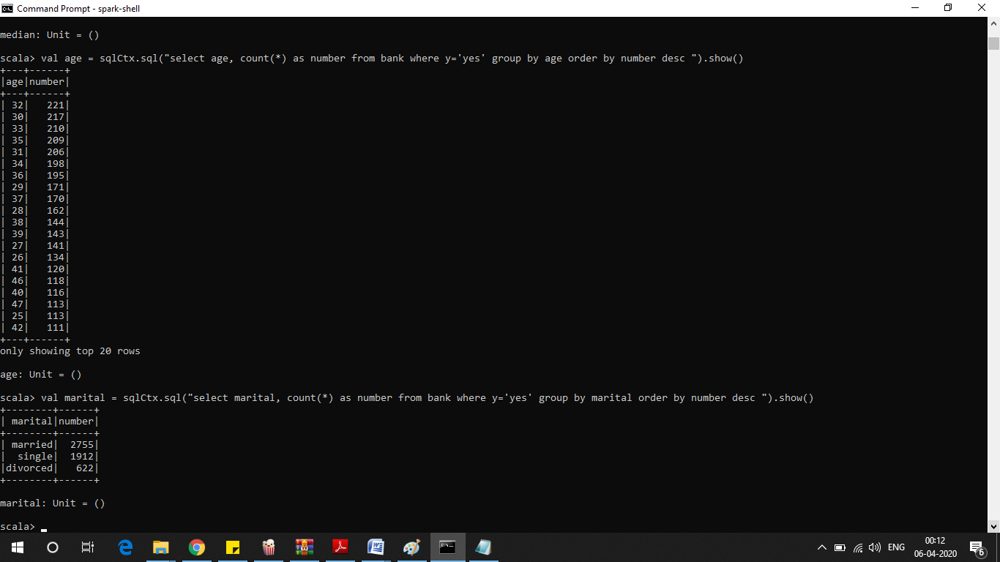 Command Prompt - spark-shell
median: Unit = ()
scala> val age = sqlCtx.sql("select age, count(*) as number from bank where y='yes' group by age order by number desc ").show()
+---+------+
|age|number|
+---+------+
| 32|   221|
| 30|   217|
| 33|   210|
| 35|   209|
| 31|   206|
| 34|   198|
| 36|   195|
| 29|   171|
| 37|   170|
| 28|   162|
| 38|   144|
| 39|   143|
| 27|   141|
| 26|   134|
| 41|   120|
| 46|   118|
| 40|   116|
| 47|   113|
| 25|   113|
| 42|   111|
+---+------+
only showing top 20 rows
age: Unit = ()
scala> val marital = sqlCtx.sql("select marital, count(*) as number from bank where y='yes' group by marital order by number desc ").show()
+--------+------+
| marital|number|
+--------+------+
| married|  2755|
|  single|  1912|
|divorced|   622|
+--------+------+
marital: Unit = ()
scala>
ENG
00:12
06-04-2020
6